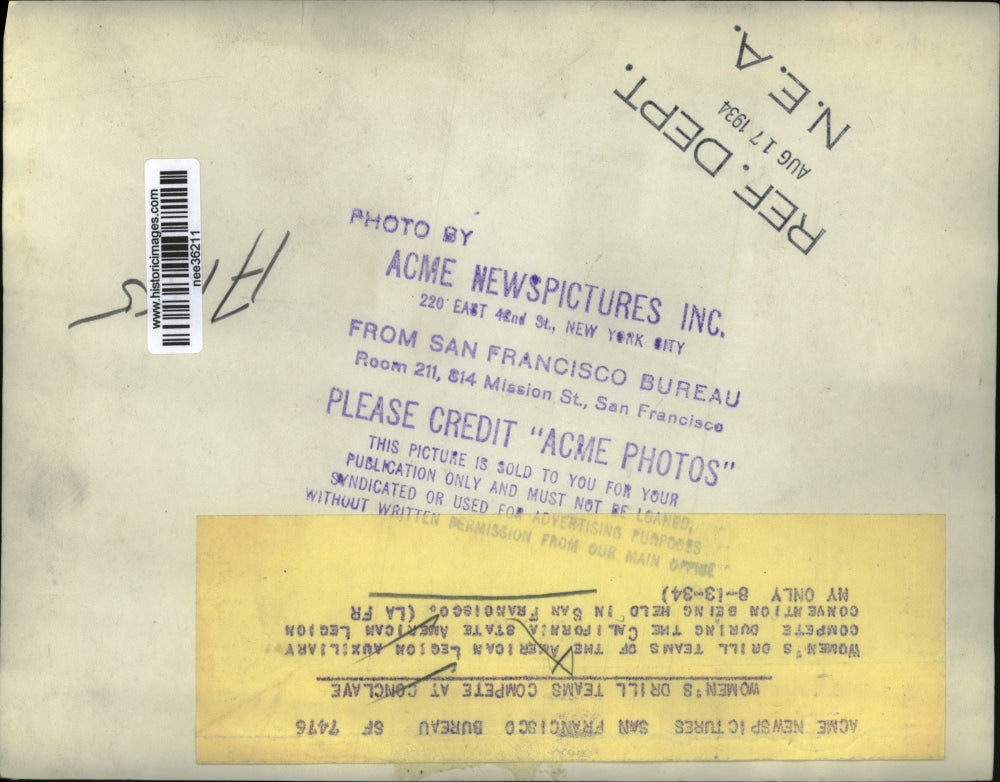 REF. DEPT.
AUG 17 1934
N. E. A.
www.historicimages.com
nee36211
PHOTO BY
ACME NEWSPICTURES INC.
220 EAST 42nd St., NEW YORK CITY
FROM SAN FRANCISCO BUREAU
Room 211, 814 Mission St., San Francisco
PLEASE CREDIT "ACME PHOTOS"
THIS PICTURE IS SOLD TO YOU FOR YOUR
PUBLICATION ONLY AND MUST NOT BE LOANED,
SYNDICATED OR USED FOR ADVERTISING PURPOSES
WITHOUT WRITTEN PERMISSION FROM OUR MAIN OFFICE
ACME NEWSPICTURES SAN FRANCISCO BUREAU SF 7476
WOMEN'S DRILL TEAMS COMPETE AT CONCLAVE
WOMEN'S DRILL TEAMS OF THE AMERICAN LEGION AUXILIARY
COMPETE DURING THE CALIFORNIA STATE AMERICAN LEGION
CONVENTION BEING HELD IN SAN FRANCISCO. (LA FR
NY ONLY 8-13-34)